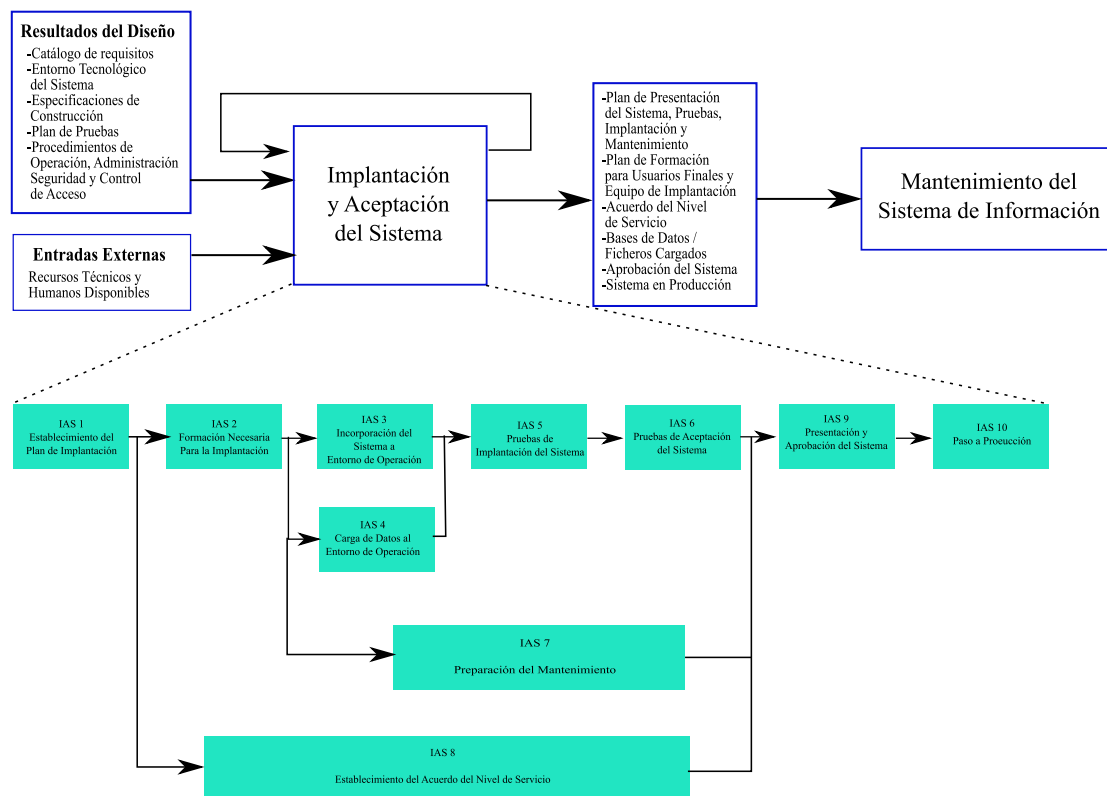 Resultados del Diseño
-Catálogo de requisitos
-Entorno Tecnológico
del Sistema
-Especificaciones de
Construcción
-Plan de Pruebas
-Procedimientos de
Operación, Administración
Seguridad y Control
de Acceso
Entradas Externas
Recursos Técnicos y
Humanos Disponibles
Implantación
y Aceptación
del Sistema
-Plan de Presentación
del Sistema, Pruebas,
Implantación y
Mantenimiento
-Plan de Formación
para Usuarios Finales y
Equipo de Implantación
-Acuerdo del Nivel
de Servicio
-Bases de Datos /
Ficheros Cargados
-Aprobación del Sistema
-Sistema en Producción
Mantenimiento del
Sistema de Información
IAS 1
Establecimiento del
Plan de Implantación
IAS 2
Formación Necesaria
Para la Implantación
IAS 3
Incorporación del
Sistema a
Entorno de Operación
IAS 4
Carga de Datos al
Entorno de Operación
IAS 5
Pruebas de
Implantación del Sistema
IAS 6
Pruebas de Aceptación
del Sistema
IAS 9
Presentación y
Aprobación del Sistema
IAS 10
Paso a Proeucción
IAS 7
Preparación del Mantenimiento
IAS 8
Establecimiento del Acuerdo del Nivel de Servicio